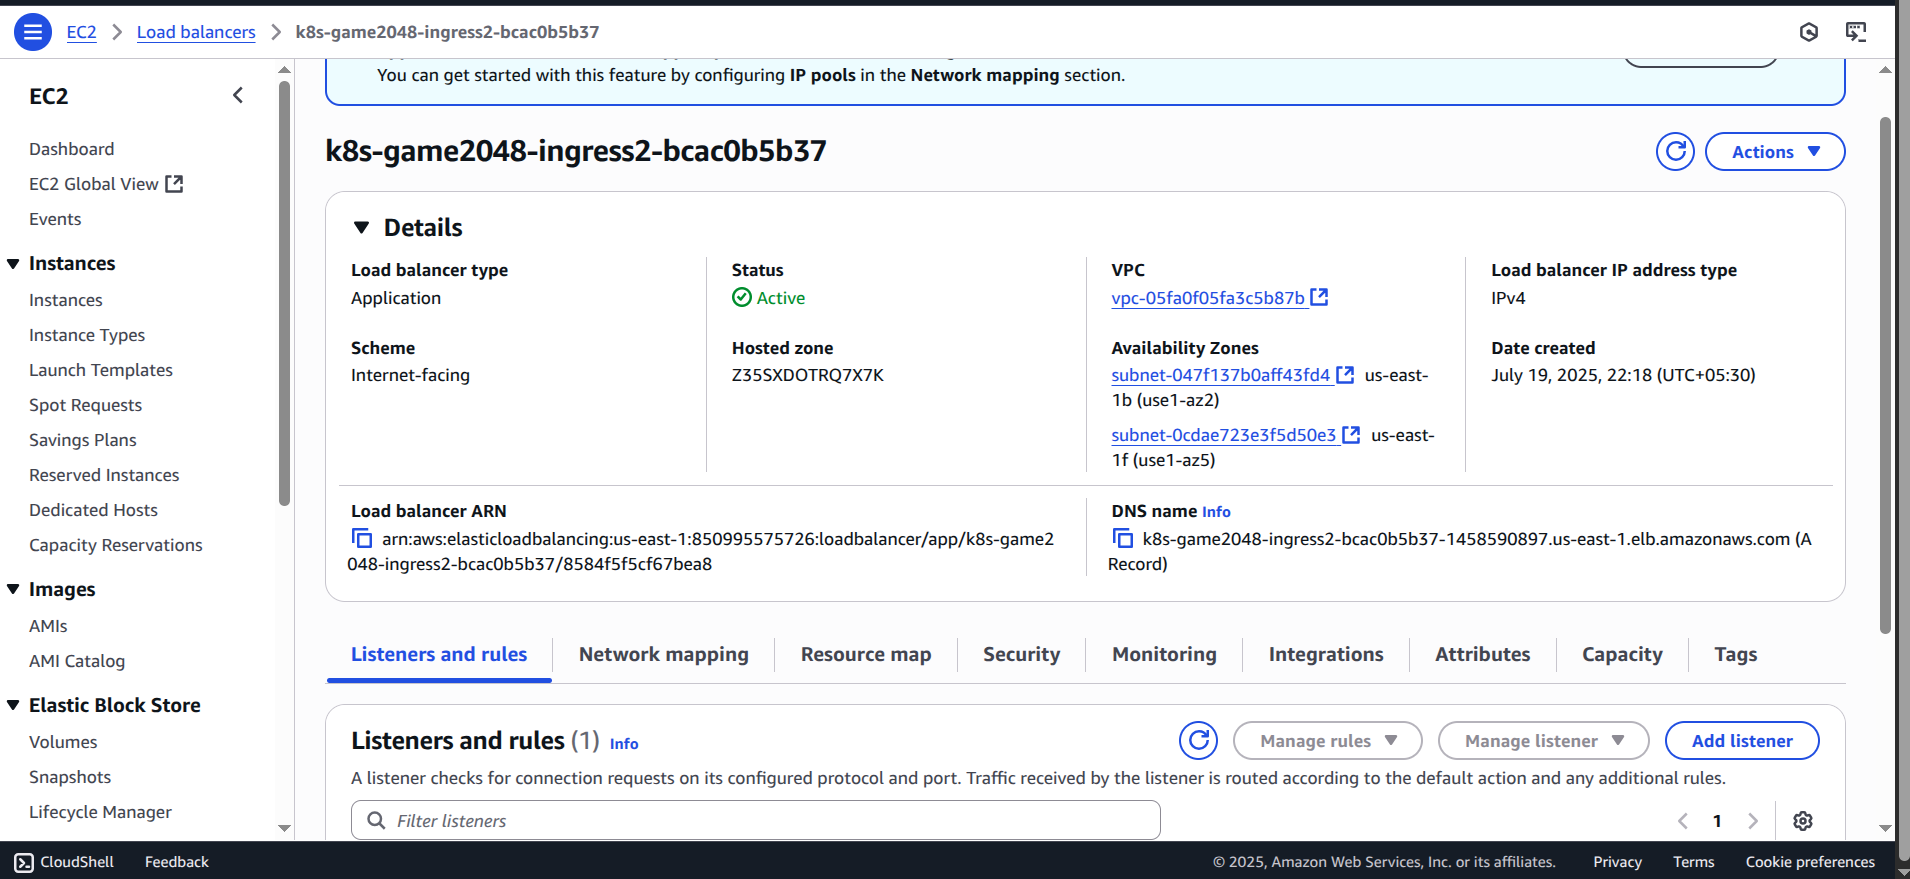 EC2 > Load balancers > k8s-game2048-ingress2-bcac0b5b37
EC2
Dashboard
EC2 Global View
Events
Instances
Instances
Instance Types
Launch Templates
Spot Requests
Savings Plans
Reserved Instances
Dedicated Hosts
Capacity Reservations
Images
AMIs
AMI Catalog
Elastic Block Store
Volumes
Snapshots
Lifecycle Manager
You can get started with this feature by configuring IP pools in the Network mapping section.
k8s-game2048-ingress2-bcac0b5b37
Actions
Details
Load balancer type
Application
Status
Active
VPC
vpc-05fa0f05fa3c5b87b
Load balancer IP address type
IPv4
Scheme
Internet-facing
Hosted zone
Z35SXDOTRQ7X7K
Availability Zones
subnet-047f137b0aff43fd4 us-east-
1b (use1-az2)
subnet-0cdae723e3f5d50e3 us-east-
1f (use1-az5)
Date created
July 19, 2025, 22:18 (UTC+05:30)
Load balancer ARN
arn:aws:elasticloadbalancing:us-east-1:850995575726:loadbalancer/app/k8s-game2
048-ingress2-bcac0b5b37/8584f5f5cf67bea8
DNS name Info
k8s-game2048-ingress2-bcac0b5b37-1458590897.us-east-1.elb.amazonaws.com (A
Record)
Listeners and rules
Network mapping
Resource map
Security
Monitoring
Integrations
Attributes
Capacity
Tags
Listeners and rules (1) Info
Manage rules
Manage listener
Add listener
A listener checks for connection requests on its configured protocol and port. Traffic received by the listener is routed according to the default action and any additional rules.
Filter listeners
1
CloudShell
Feedback
© 2025, Amazon Web Services, Inc. or its affiliates.
Privacy
Terms
Cookie preferences